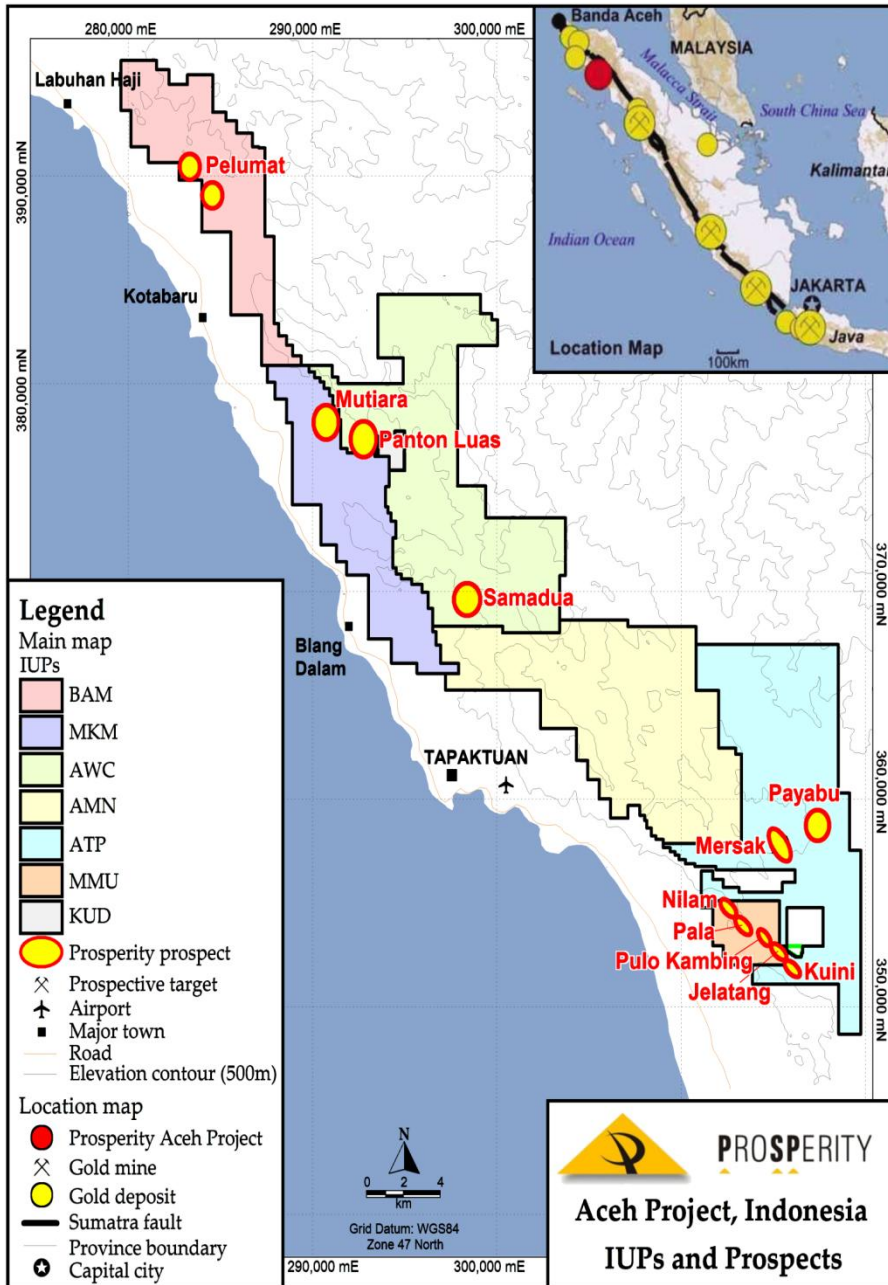 280,000 mE
290,000 mE
300,000 mE
Banda Aceh
MALAYSIA
Malacca Strait
South China Sea
Kalimantan
Indian Ocean
JAKARTA
Java
Location Map
100km
Labuhan Haji
Pelumat
390,000 mN
Kotabaru
380,000 mN
Mutiara
Panton Luas
Samadua
370,000 mN
Blang
Dalam
TAPAKTUAN
360,000 mN
Payabu
Mersak
Nilam
Pala
Pulo Kambing
Kuini
Jelatang
350,000 mN
Legend
Main map
IUPs
BAM
MKM
AWC
AMN
ATP
MMU
KUD
Prosperity prospect
Prospective target
Airport
Major town
Road
Elevation contour (500m)
Location map
Prosperity Aceh Project
Gold mine
Gold deposit
Sumatra fault
Province boundary
Capital city
N
0 2 4
km
Grid Datum: WGS84
Zone 47 North
290,000 mE
300,000 mE
PROSPERITY
Aceh Project, Indonesia
IUPs and Prospects